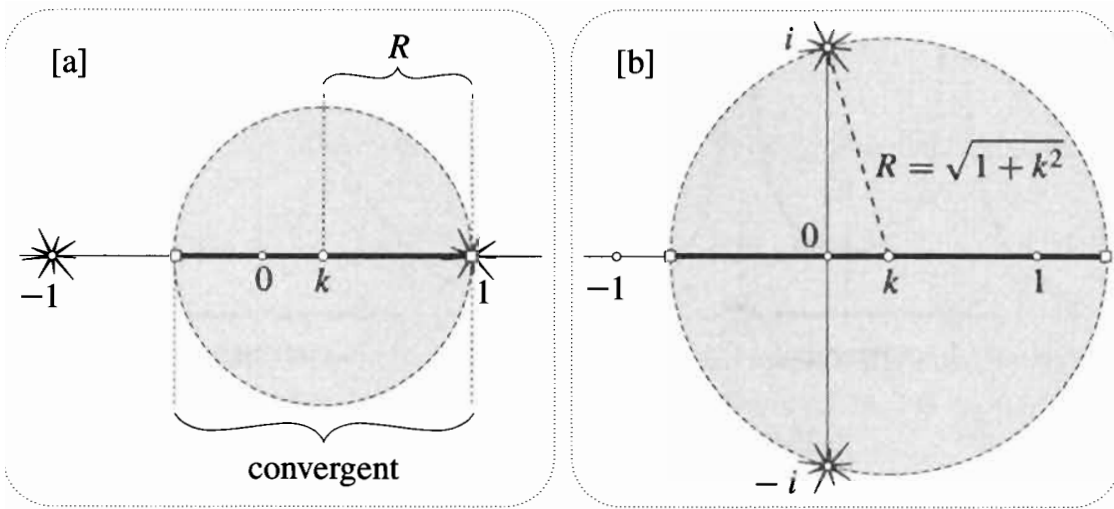 [a]
R
−1
0
k
1
convergent
[b]
i
R = √1 + k²
0
−1
k
1
− i